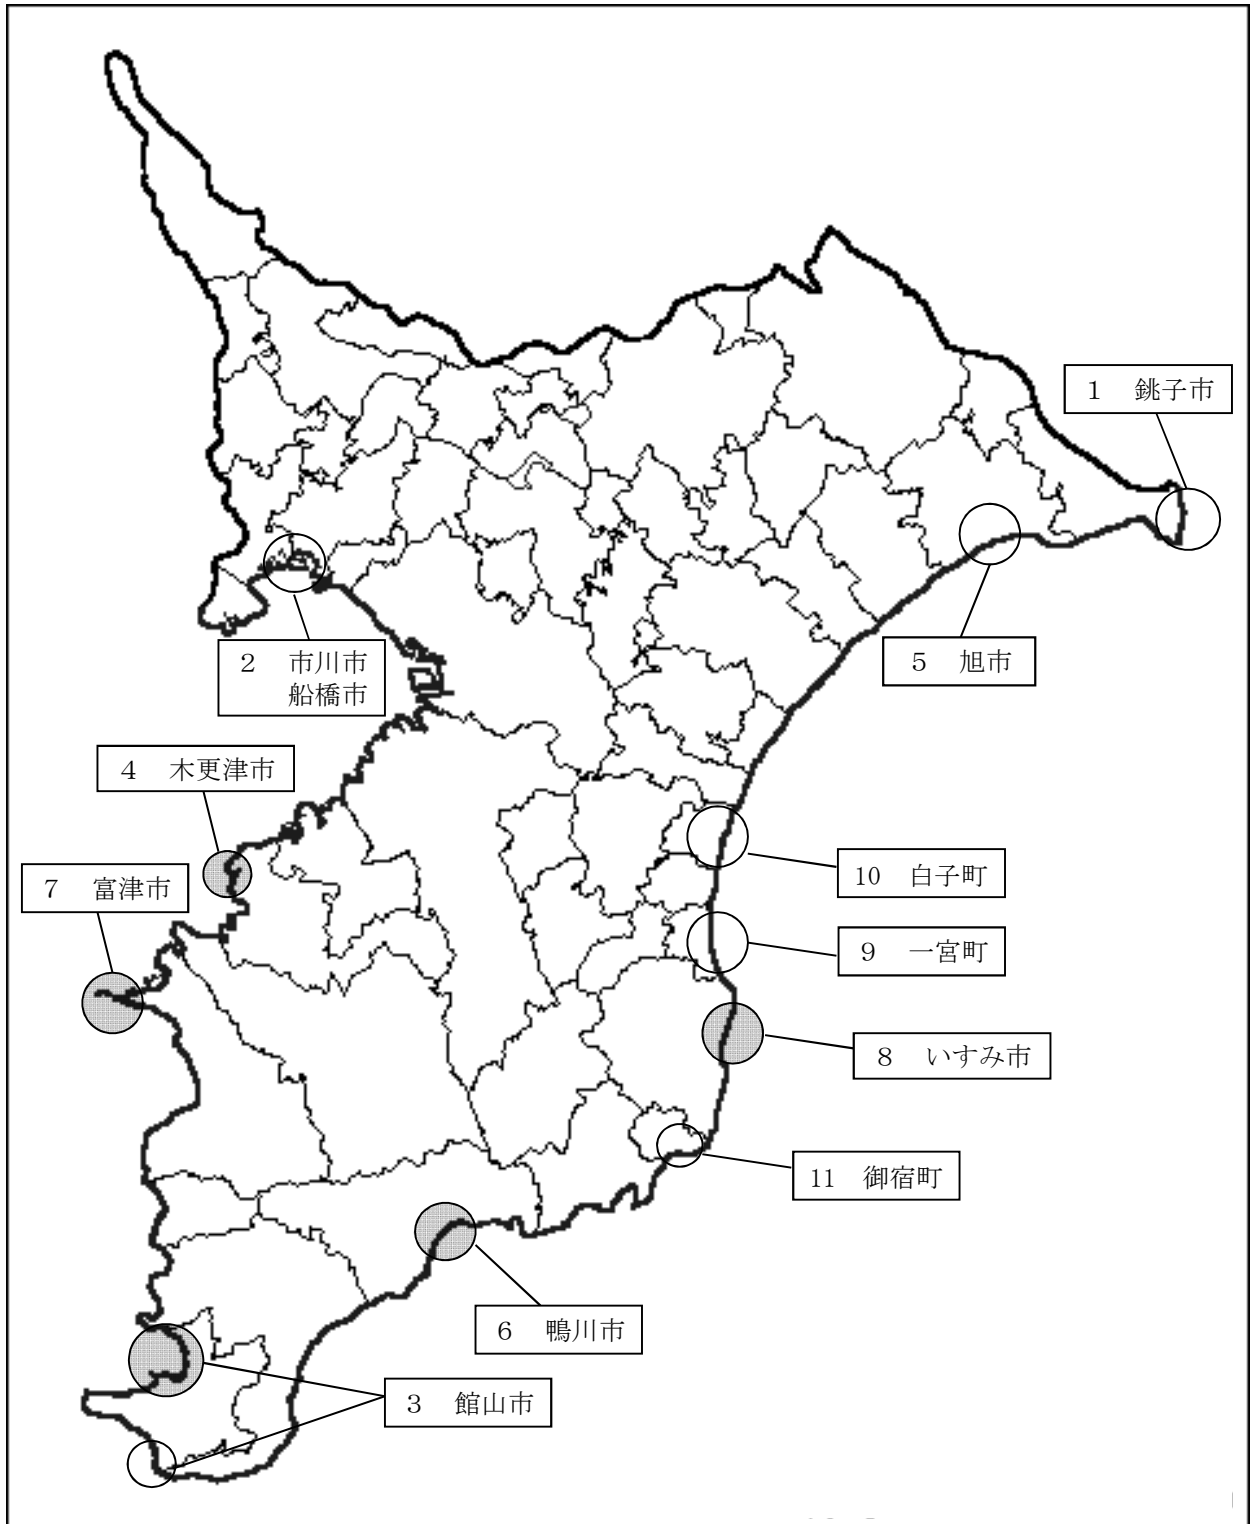 1 銚子市
2 市川市
船橋市
5 旭市
4 木更津市
7 富津市
10 白子町
9 一宮町
8 いすみ市
11 御宿町
6 鴨川市
3 館山市